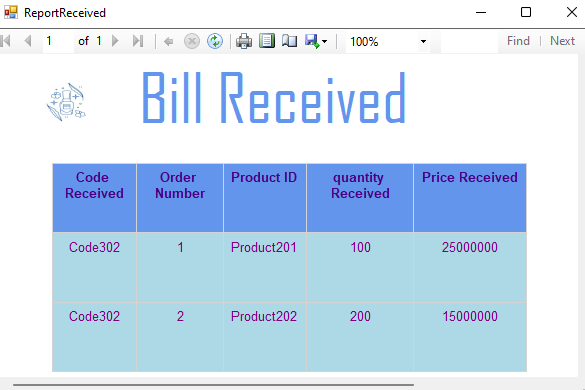 ReportReceived
1 of 1 100% Find | Next
Bill Received
Code Received Order Number Product ID quantity Received Price Received
Code302 1 Product201 100 25000000
Code302 2 Product202 200 15000000